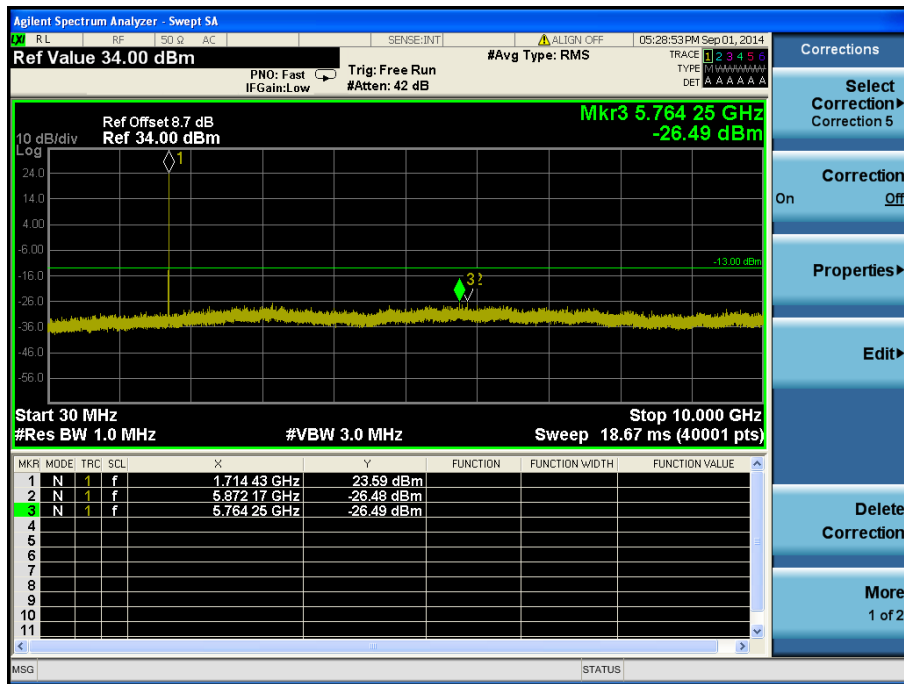 Agilent Spectrum Analyzer - Swept SA
LXI RL RF 50 Ω AC SENSE:INT ALIGN OFF 05:28:53 PM Sep 01, 2014
Ref Value 34.00 dBm
PNO: Fast
IFGain:Low
Trig: Free Run
#Atten: 42 dB
#Avg Type: RMS
TRACE 1 2 3 4 5 6
TYPE M WWWWW
DET A A A A A A
Mkr3 5.764 25 GHz
-26.49 dBm
Ref Offset 8.7 dB
Ref 34.00 dBm
10 dB/div
Log
1
24.0
14.0
4.00
-6.00
-13.00 dBm
-16.0
3 2
-26.0
-36.0
-46.0
-56.0
Start 30 MHz
Stop 10.000 GHz
#Res BW 1.0 MHz
#VBW 3.0 MHz
Sweep 18.67 ms (40001 pts)
MKR MODE TRC SCL X Y FUNCTION FUNCTION WIDTH FUNCTION VALUE
1 N 1 f 1.714 43 GHz 23.59 dBm
2 N 1 f 5.872 17 GHz -26.48 dBm
3 N 1 f 5.764 25 GHz -26.49 dBm
4
5
6
7
8
9
10
11
MSG
STATUS
Corrections
Select
Correction
Correction 5
Correction
On Off
Properties
Edit
Delete
Correction
More
1 of 2